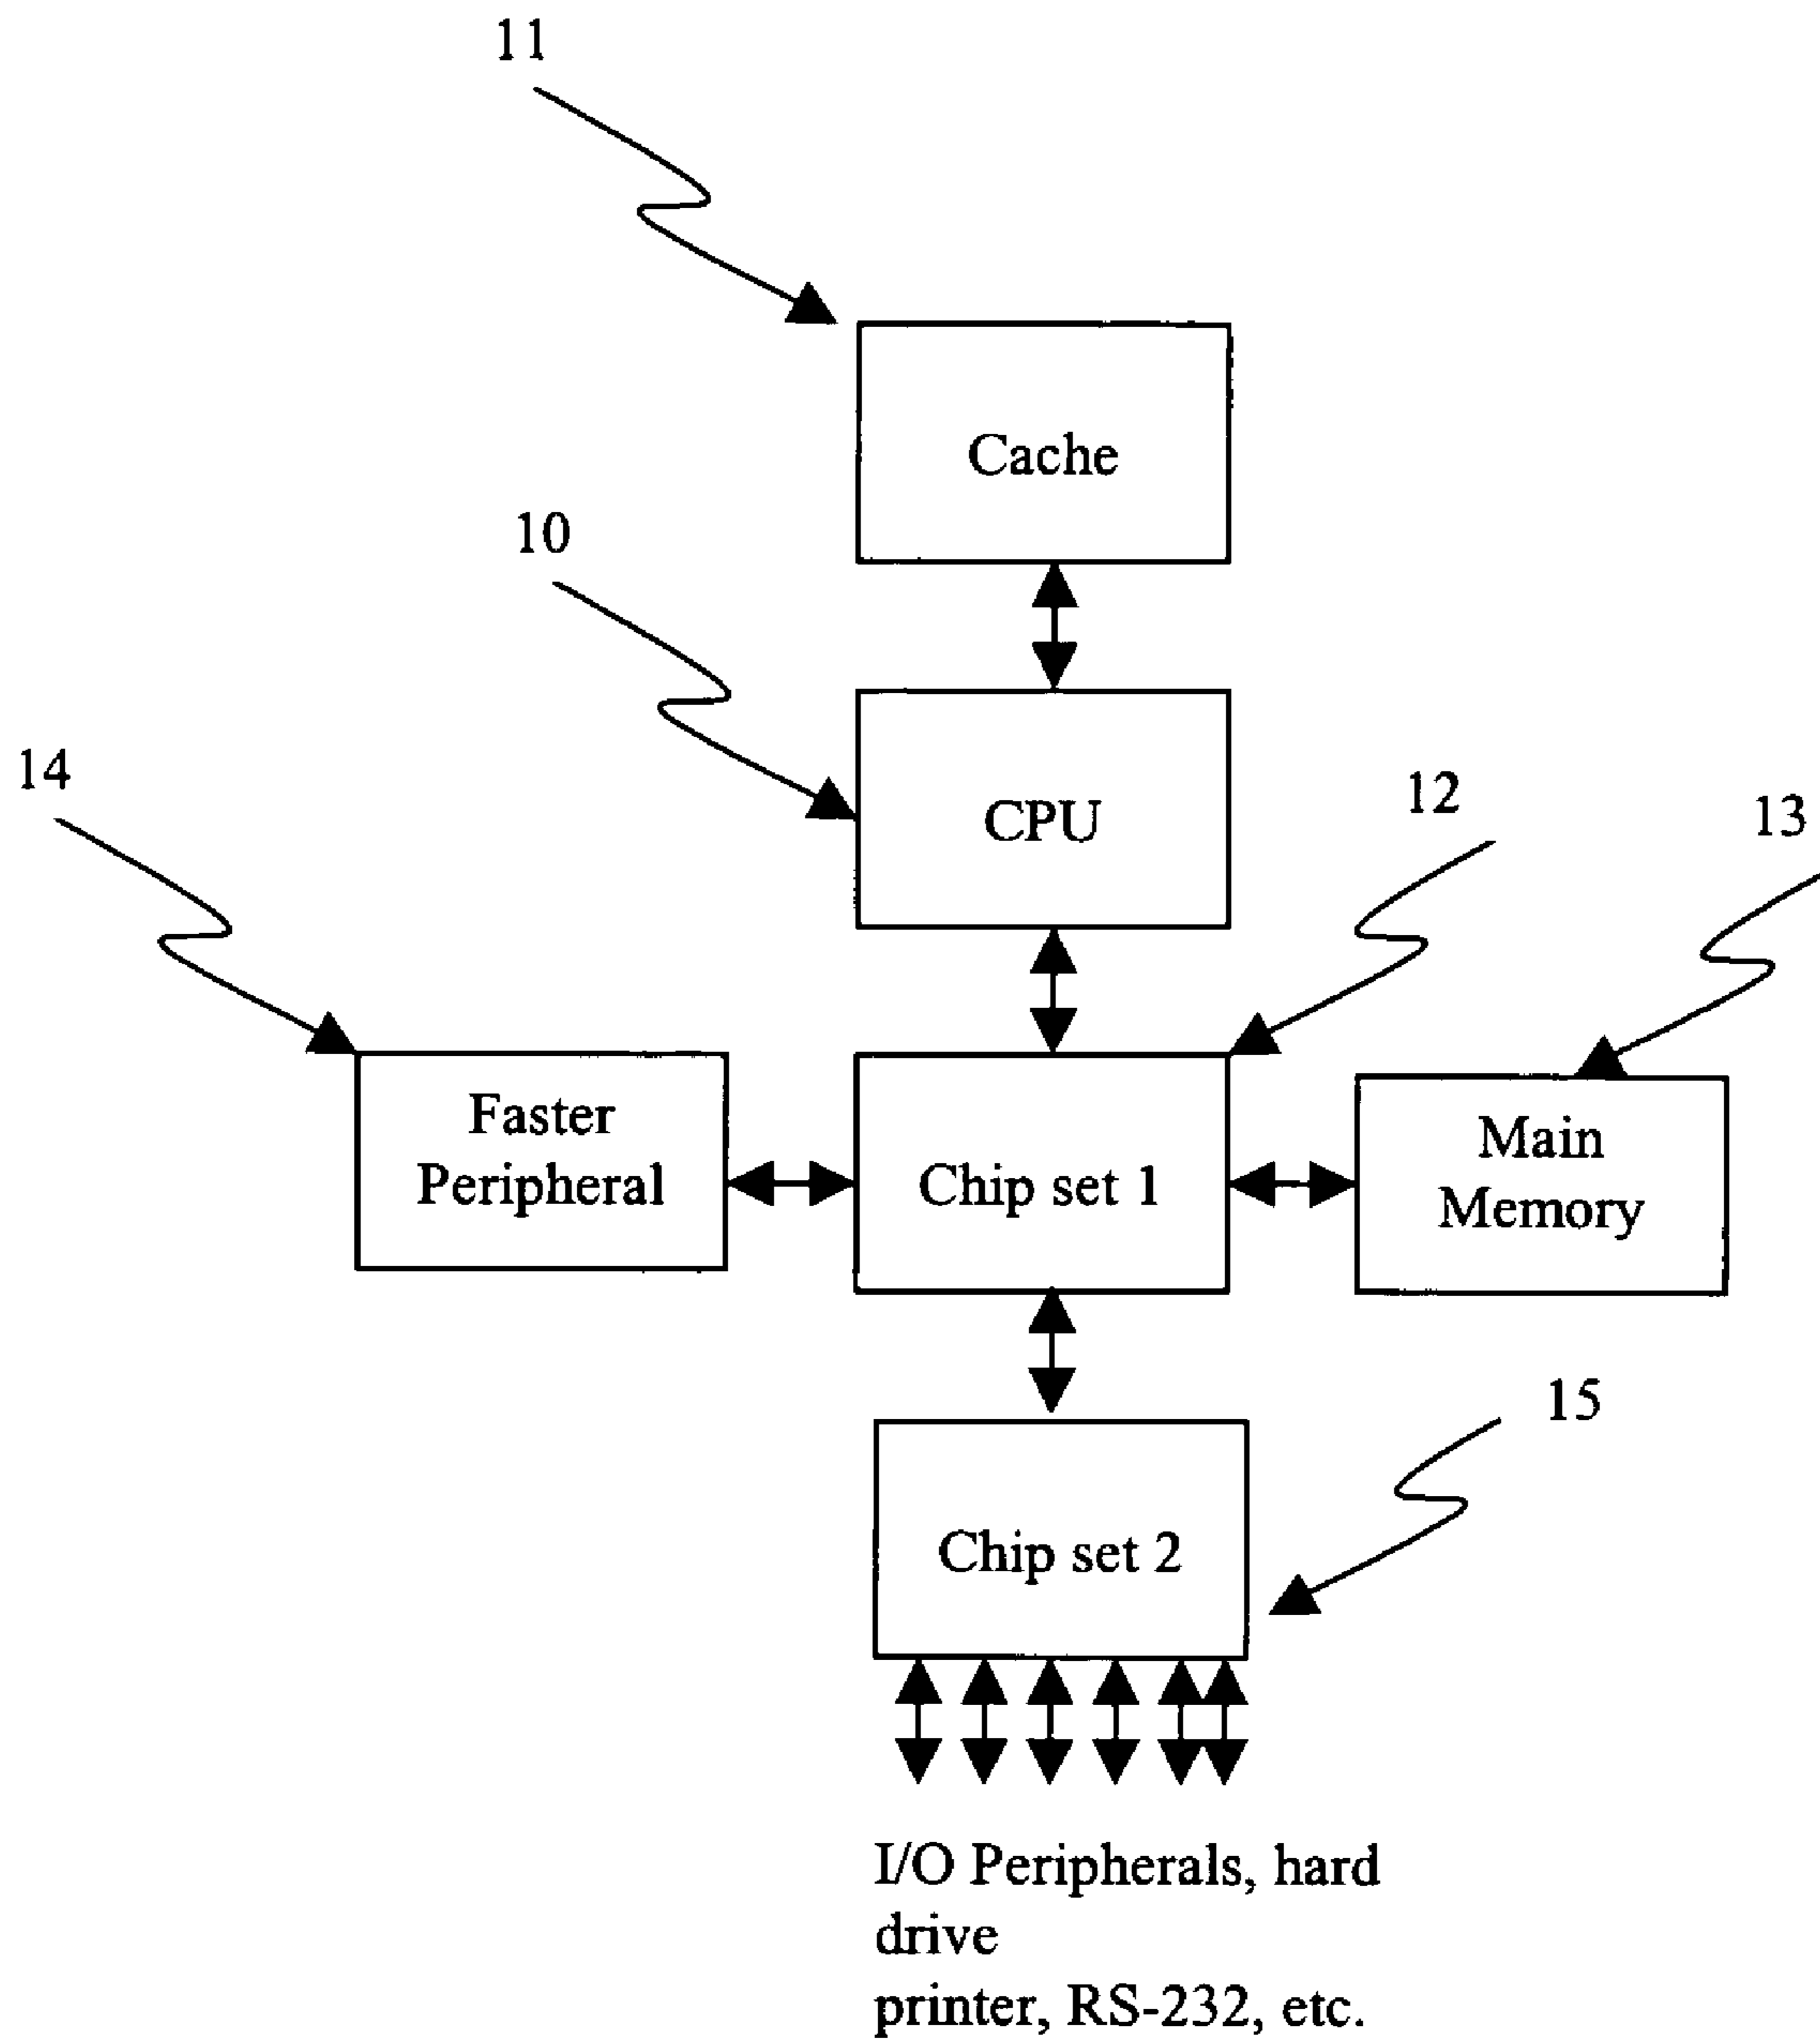 11
Cache
10
CPU
14
12
13
Faster
Peripheral
Chip set 1
Main
Memory
15
Chip set 2
I/O Peripherals, hard
drive
printer, RS-232, etc.